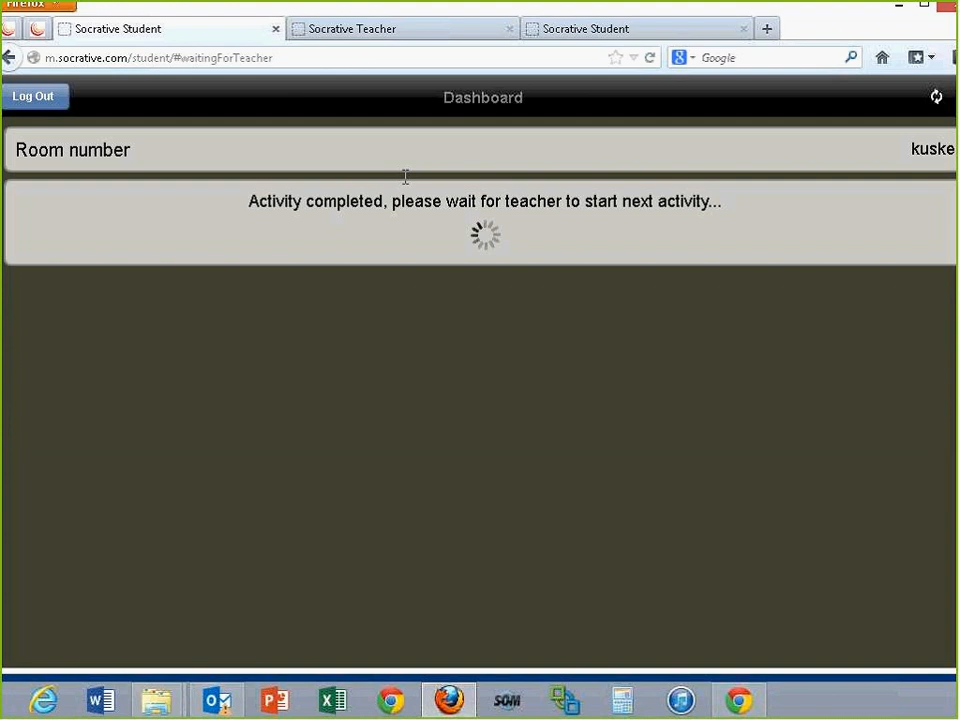 Firefox
Socrative Student
Socrative Teacher
Socrative Student
m.socrative.com/student/#waitingForTeacher
Google
Log Out
Dashboard
Room number
kuske
Activity completed, please wait for teacher to start next activity...
SOM